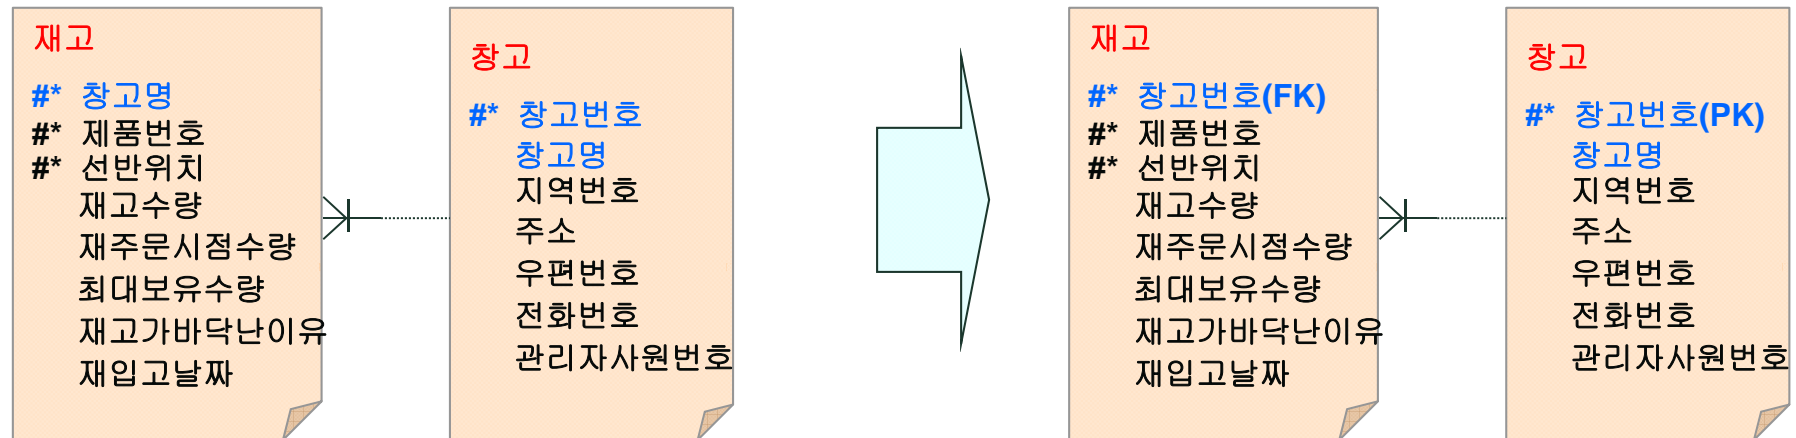 재고
#* 창고명
#* 제품번호
#* 선반위치
재고수량
재주문시점수량
최대보유수량
재고가바닥난이유
재입고날짜
창고
#* 창고번호
창고명
지역번호
주소
우편번호
전화번호
관리자사원번호
재고
#* 창고번호(FK)
#* 제품번호
#* 선반위치
재고수량
재주문시점수량
최대보유수량
재고가바닥난이유
재입고날짜
창고
#* 창고번호(PK)
창고명
지역번호
주소
우편번호
전화번호
관리자사원번호